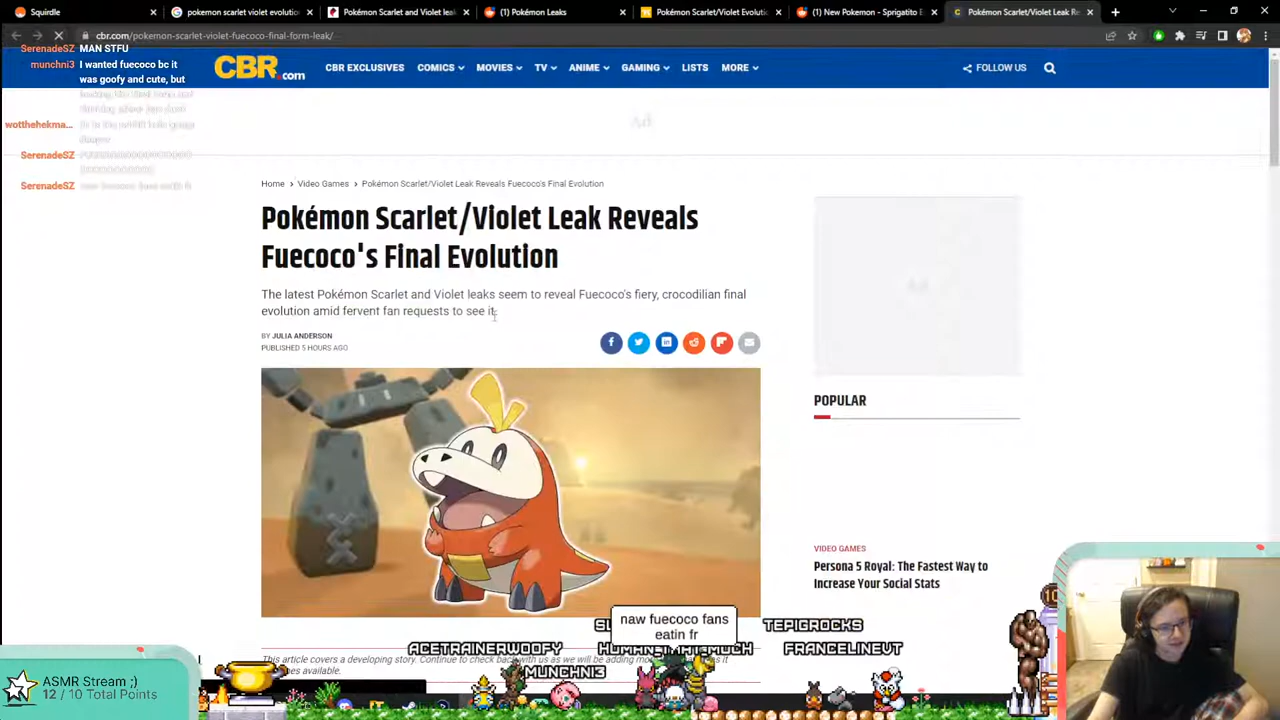 Squirdle
pokemon scarlet violet evolutio
Pokémon Scarlet and Violet leak
(1) Pokémon Leaks
Pokémon Scarlet/Violet Evolutio
(1) New Pokemon - Sprigatito E
Pokémon Scarlet/Violet Leak Re
cbr.com/pokemon-scarlet-violet-fuecoco-final-form-leak/
SerenadeSZ MAN STFU
munchni3 I wanted fuecoco bc it
was goofy and cute, but
wotthehekma...
SerenadeSZ
SerenadeSZ
CBR.com
CBR EXCLUSIVES COMICS MOVIES TV ANIME GAMING LISTS MORE
FOLLOW US
Ad
Home > Video Games > Pokémon Scarlet/Violet Leak Reveals Fuecoco's Final Evolution
Pokémon Scarlet/Violet Leak Reveals
Fuecoco's Final Evolution
The latest Pokémon Scarlet and Violet leaks seem to reveal Fuecoco's fiery, crocodilian final
evolution amid fervent fan requests to see it.
BY JULIA ANDERSON
PUBLISHED 5 HOURS AGO
Ad
POPULAR
VIDEO GAMES
Persona 5 Royal: The Fastest Way to
Increase Your Social Stats
naw fuecoco fans
eatin fr
TEPIGROCKS
ACETRAINERWOOFY
FRANCELINEVT
MUNCHNI3
This article covers a developing story. Continue to check back with us as we will be adding
available.
ASMR Stream ;)
12 / 10 Total Points